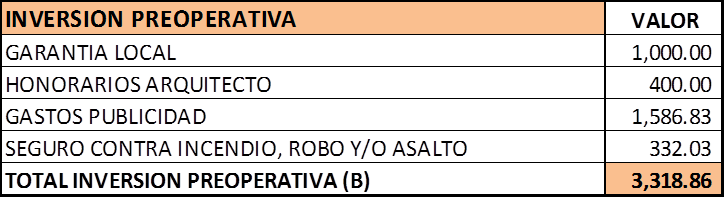 INVERSION PREOPERATIVA VALOR
GARANTIA LOCAL 1,000.00
HONORARIOS ARQUITECTO 400.00
GASTOS PUBLICIDAD 1,586.83
SEGURO CONTRA INCENDIO, ROBO Y/O ASALTO 332.03
TOTAL INVERSION PREOPERATIVA (B) 3,318.86